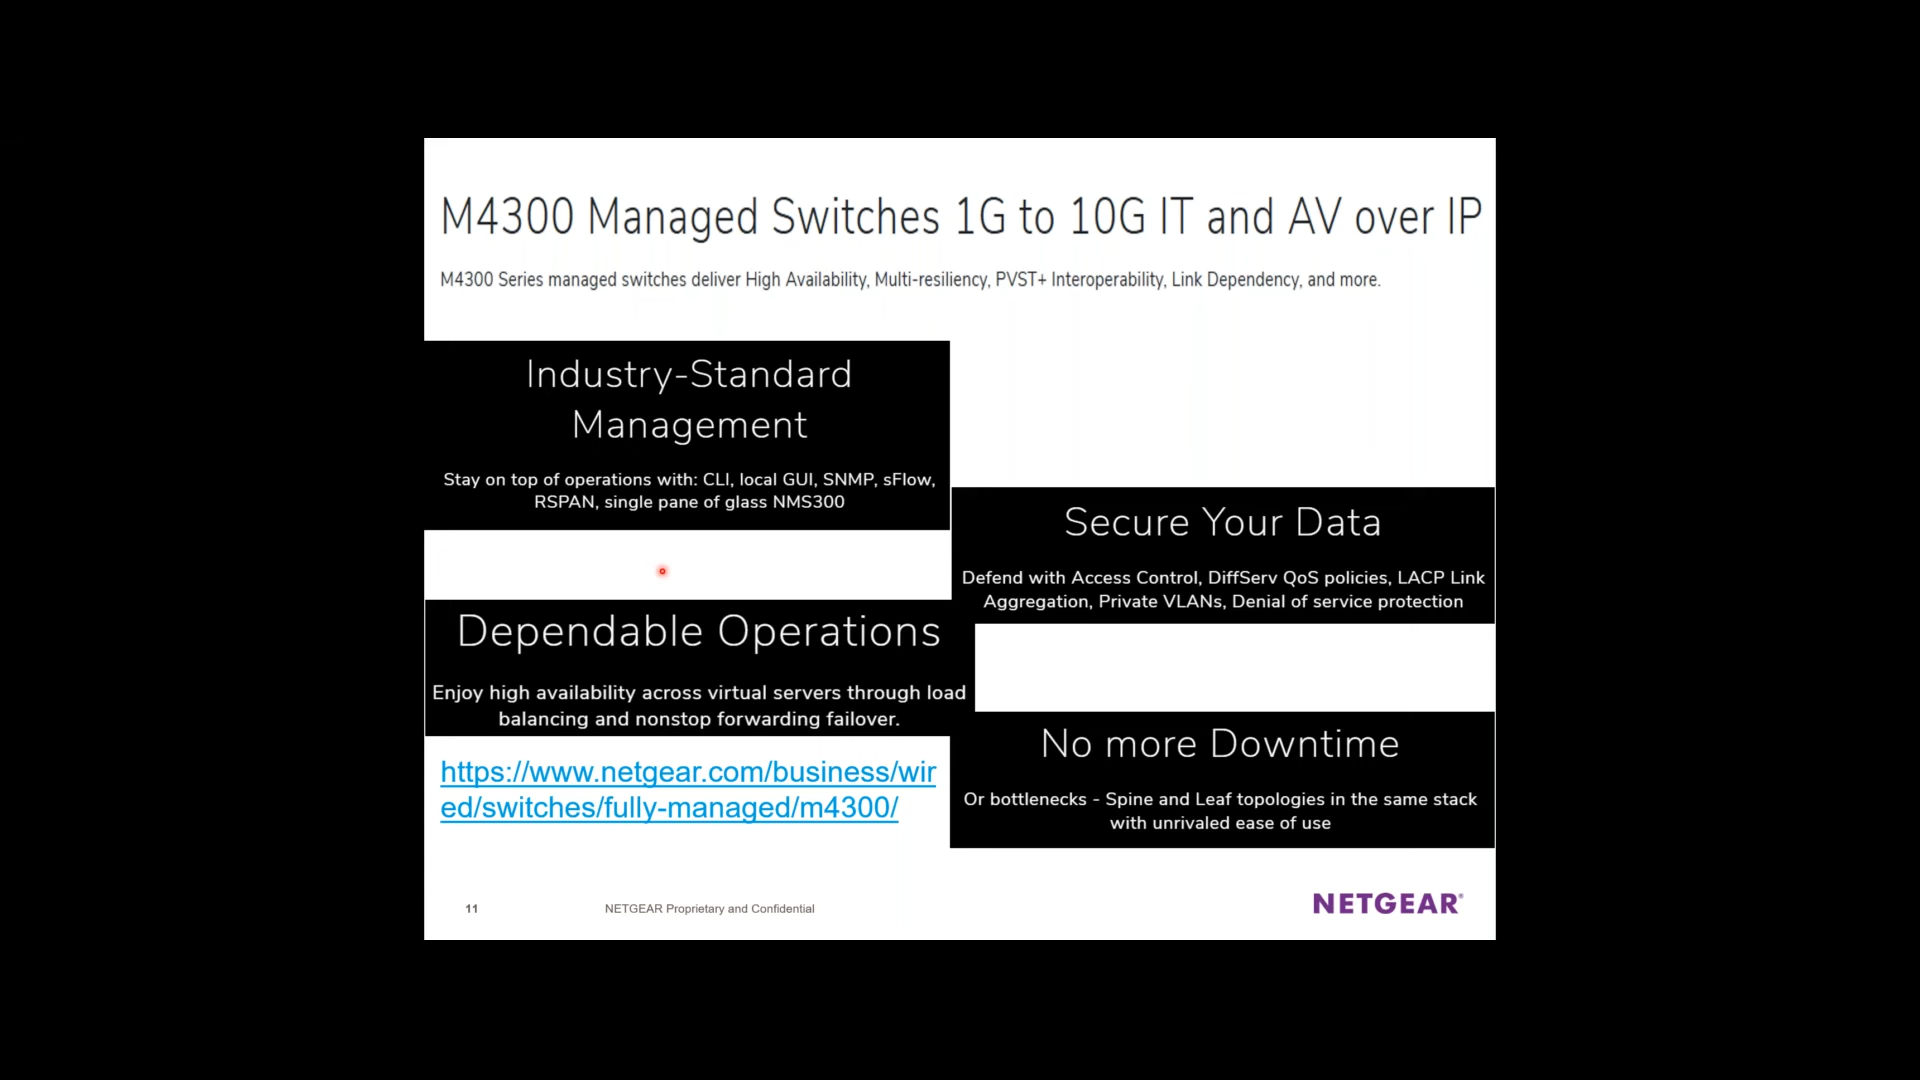 M4300 Managed Switches 1G to 10G IT and AV over IP
M4300 Series managed switches deliver High Availability, Multi-resiliency, PVST+ Interoperability, Link Dependency, and more.
Industry-Standard
Management
Stay on top of operations with: CLI, local GUI, SNMP, sFlow,
RSPAN, single pane of glass NMS300
Secure Your Data
Defend with Access Control, DiffServ QoS policies, LACP Link
Aggregation, Private VLANs, Denial of service protection
Dependable Operations
Enjoy high availability across virtual servers through load
balancing and nonstop forwarding failover.
No more Downtime
Or bottlenecks - Spine and Leaf topologies in the same stack
with unrivaled ease of use
https://www.netgear.com/business/wir
ed/switches/fully-managed/m4300/
11
NETGEAR Proprietary and Confidential
NETGEAR®